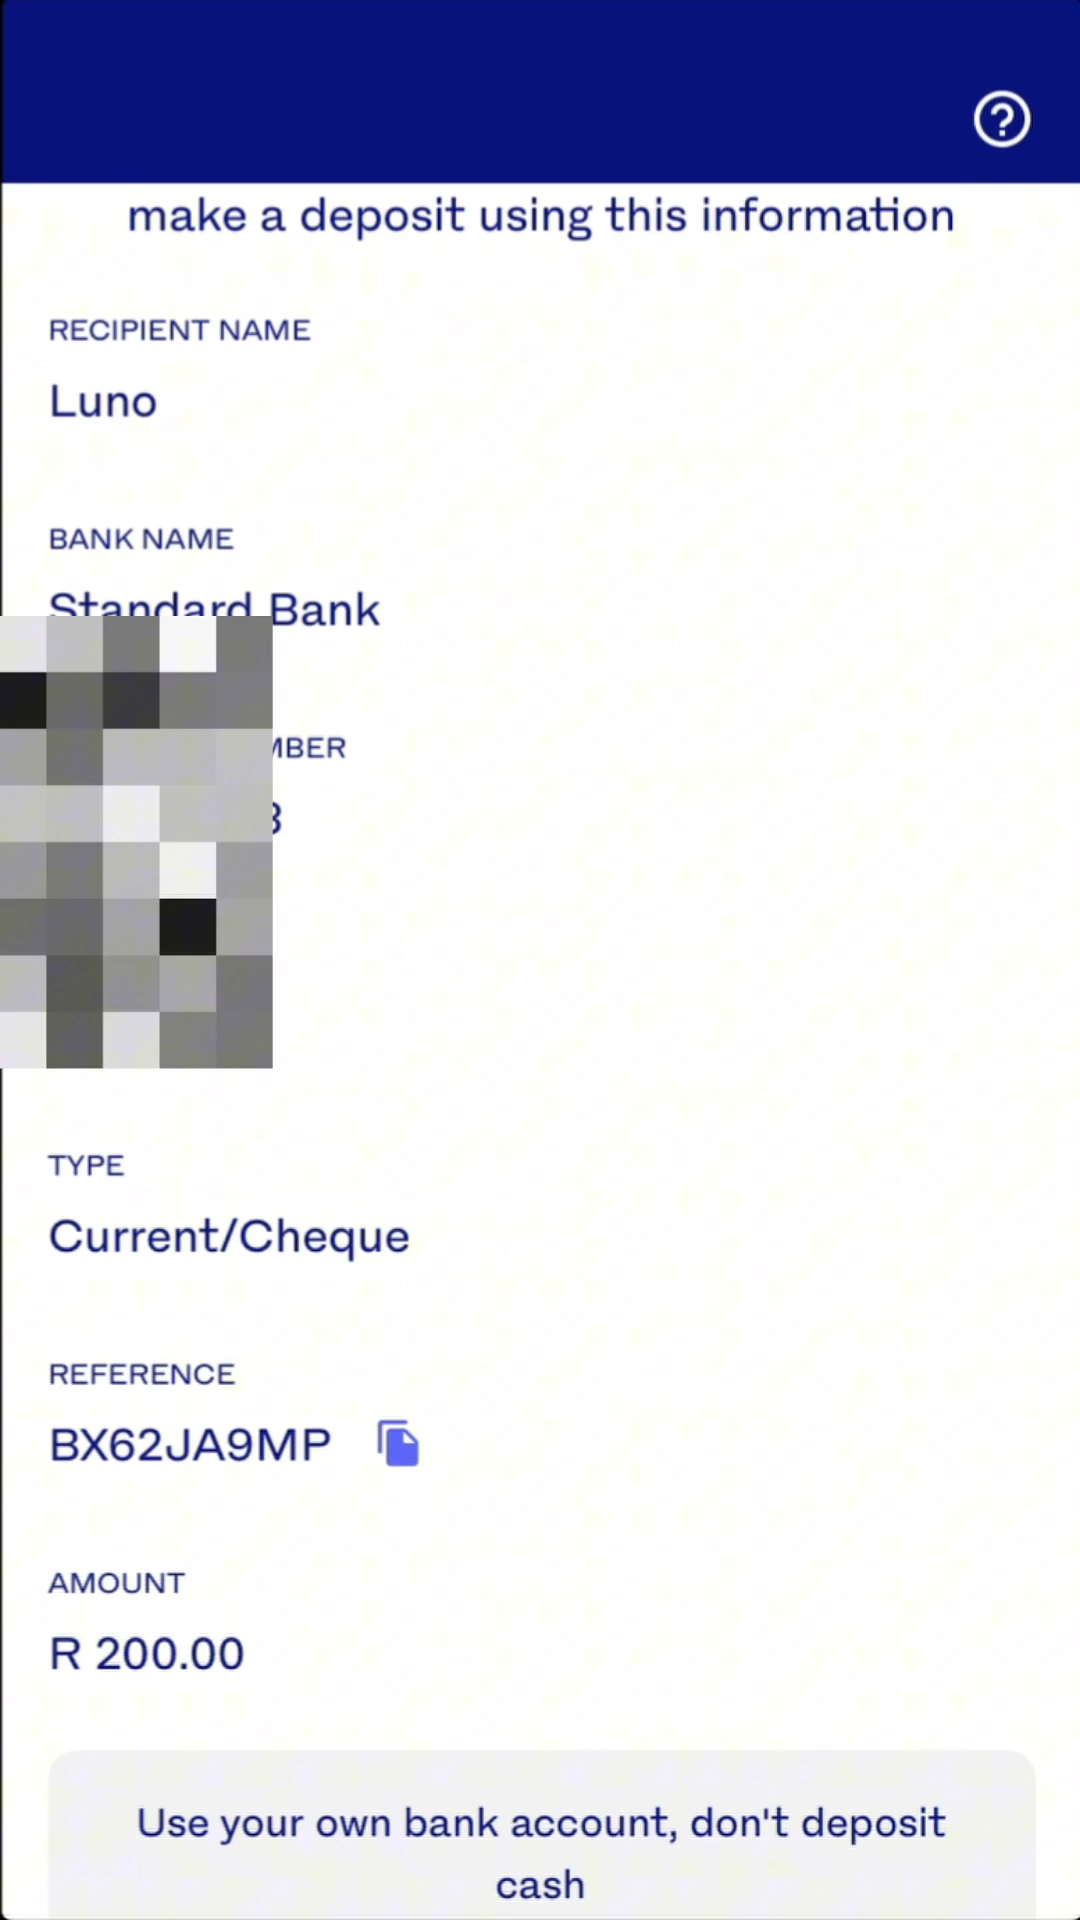 make a deposit using this information
RECIPIENT NAME
Luno
BANK NAME
Standard Bank
TYPE
Current/Cheque
REFERENCE
BX62JA9MP
AMOUNT
R 200.00
Use your own bank account, don't deposit
cash